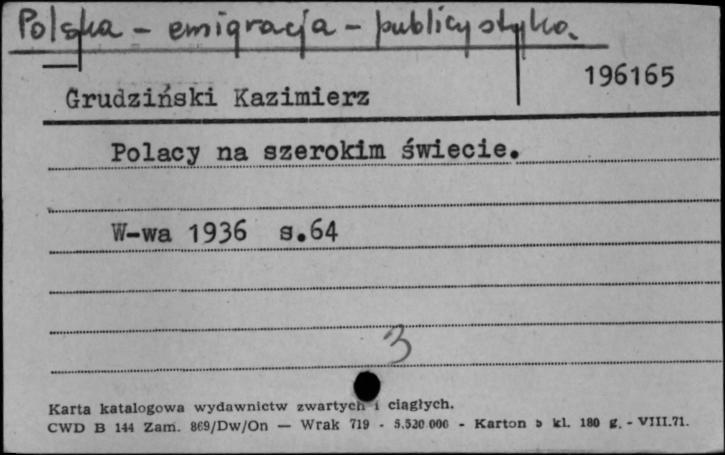 Polska - emigracja - publicystyka.
196165
Grudziński Kazimierz
Polacy na szerokim świecie.
W-wa 1936 s.64
3
Karta katalogowa wydawnictw zwartych i ciągłych.
CWD B 144 Zam. 869/Dw/On — Wrak 719 - 5.520 000 - Karton kl. 180 g. - VIII.71.